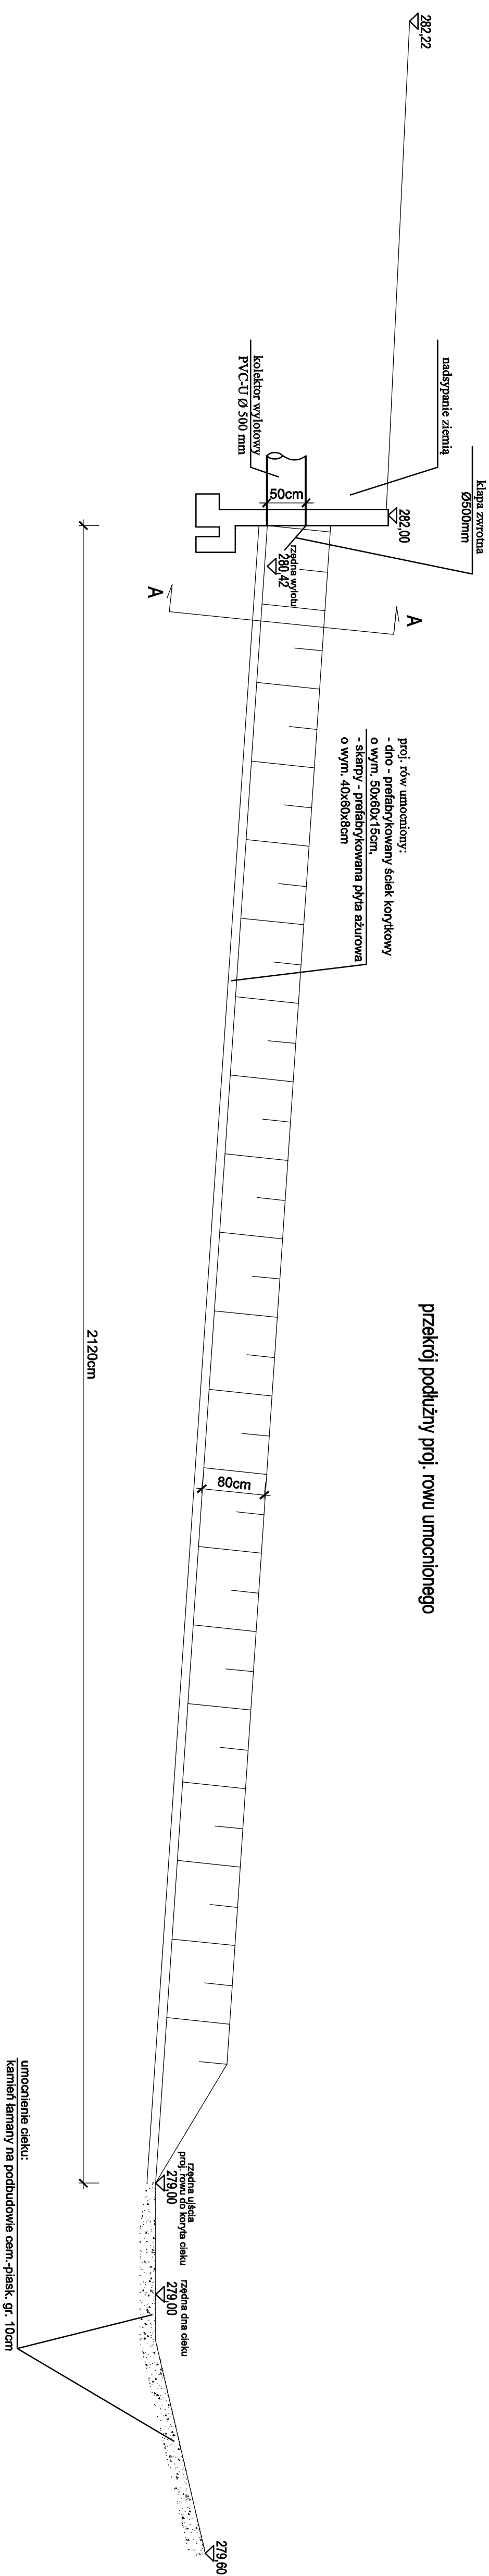 przekrój podłużny proj. rowu umocnionego
282,22
nadsypanie ziemią
klapa zwrotna
Ø500mm
kolektor wylotowy
PVC-U Ø 500 mm
50cm
282,00
rzędna wylotu
280,42
A
A
proj. rów umocniony:
- dno - prefabrykowany ściek korytkowy
o wym. 50x60x15cm,
- skarpy - prefabrykowana płyta ażurowa
o wym. 40x60x8cm
80cm
2120cm
rzędna ujścia
proj. rowu do koryta cieku
279,00
rzędna dna cieku
279,00
279,60
umocnienie cieku:
kamień łamany na podbudowie cem.-piask. gr. 10cm